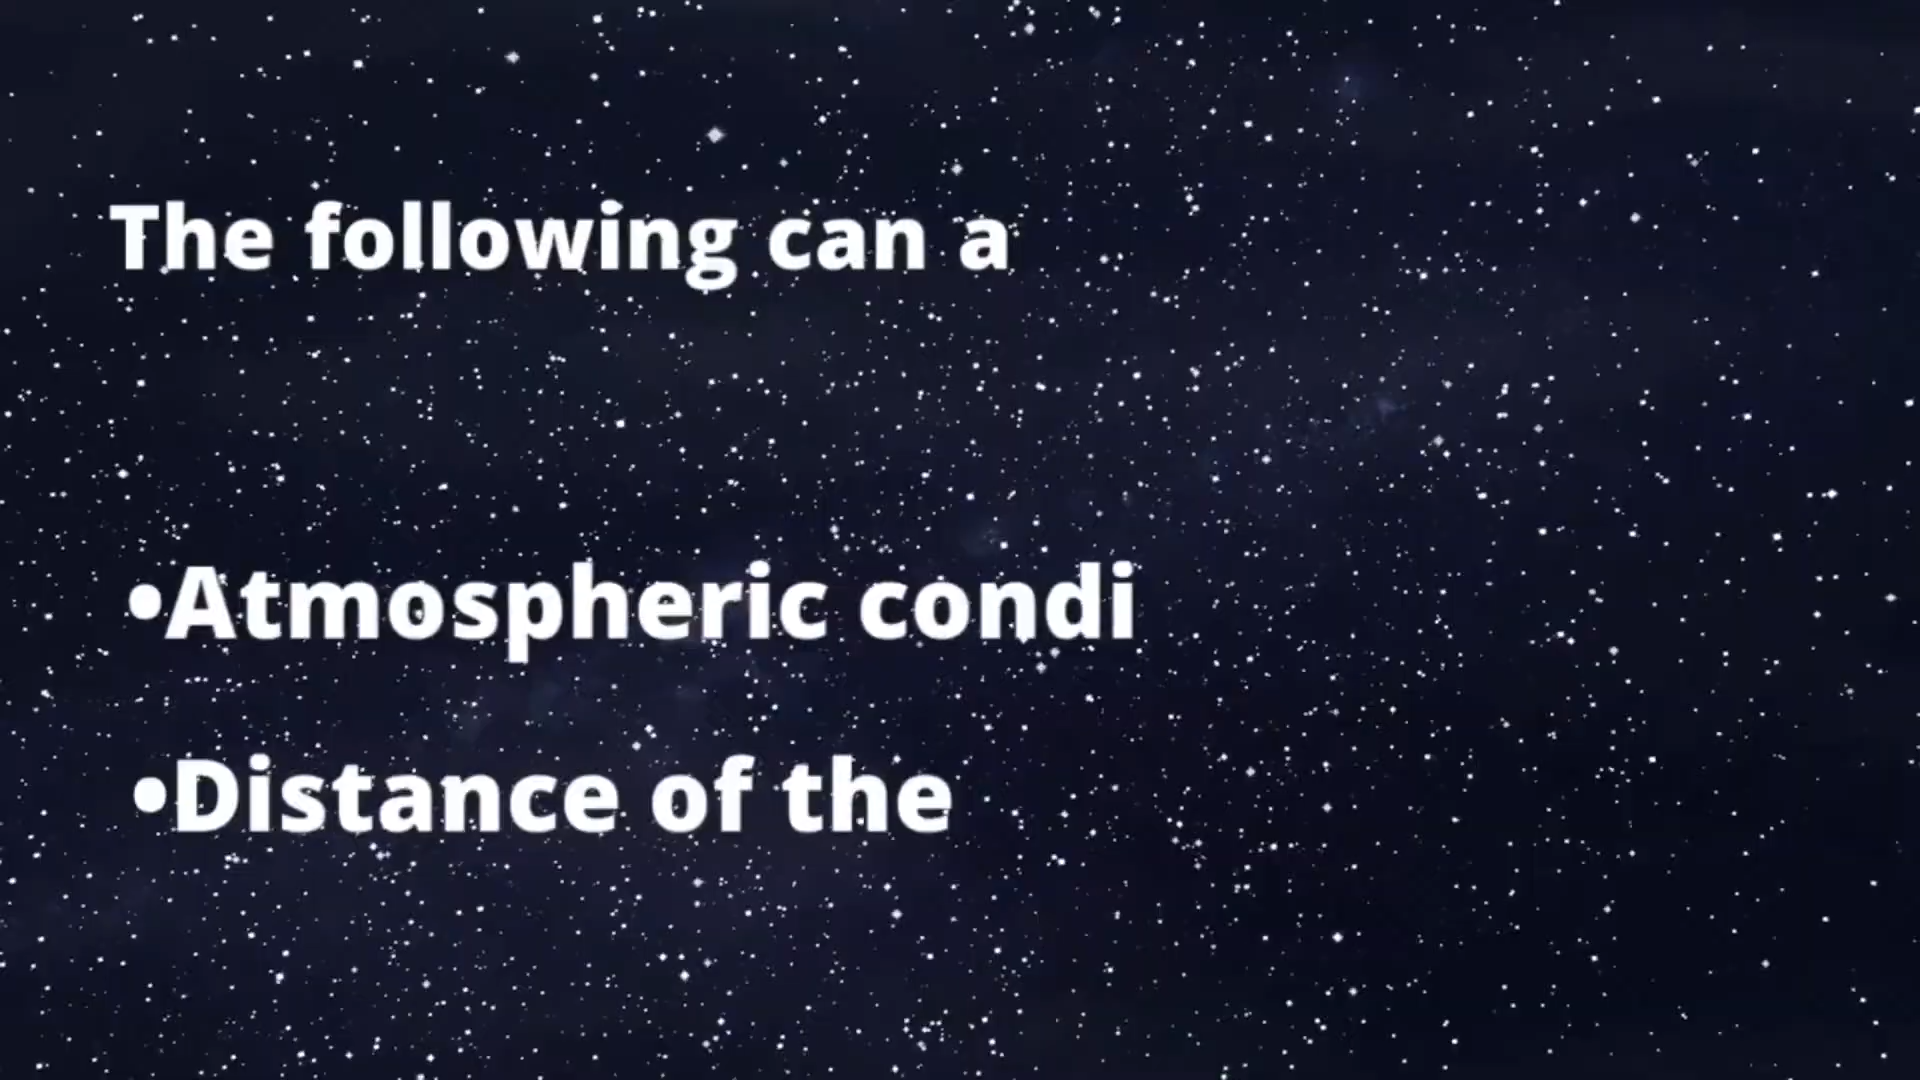 The following can a
•Atmospheric condi
•Distance of the